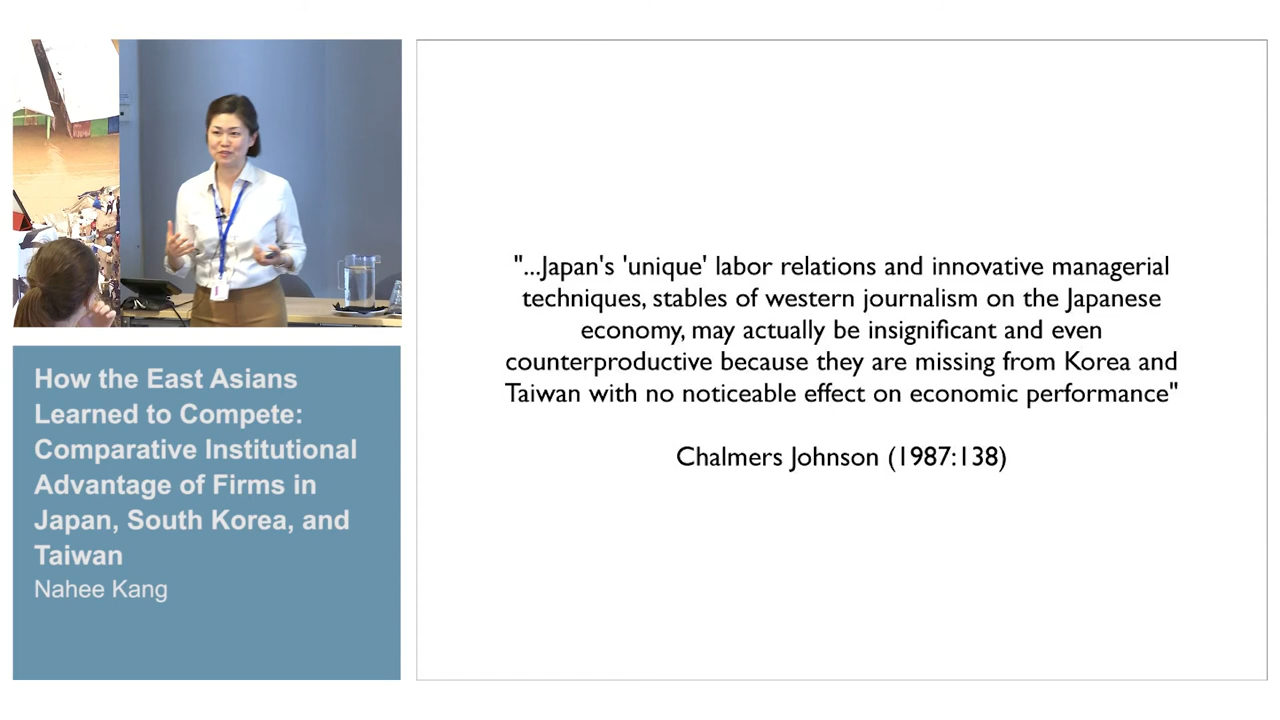 How the East Asians
Learned to Compete:
Comparative Institutional
Advantage of Firms in
Japan, South Korea, and
Taiwan
Nahee Kang
"...Japan's 'unique' labor relations and innovative managerial
techniques, stables of western journalism on the Japanese
economy, may actually be insignificant and even
counterproductive because they are missing from Korea and
Taiwan with no noticeable effect on economic performance"
Chalmers Johnson (1987:138)